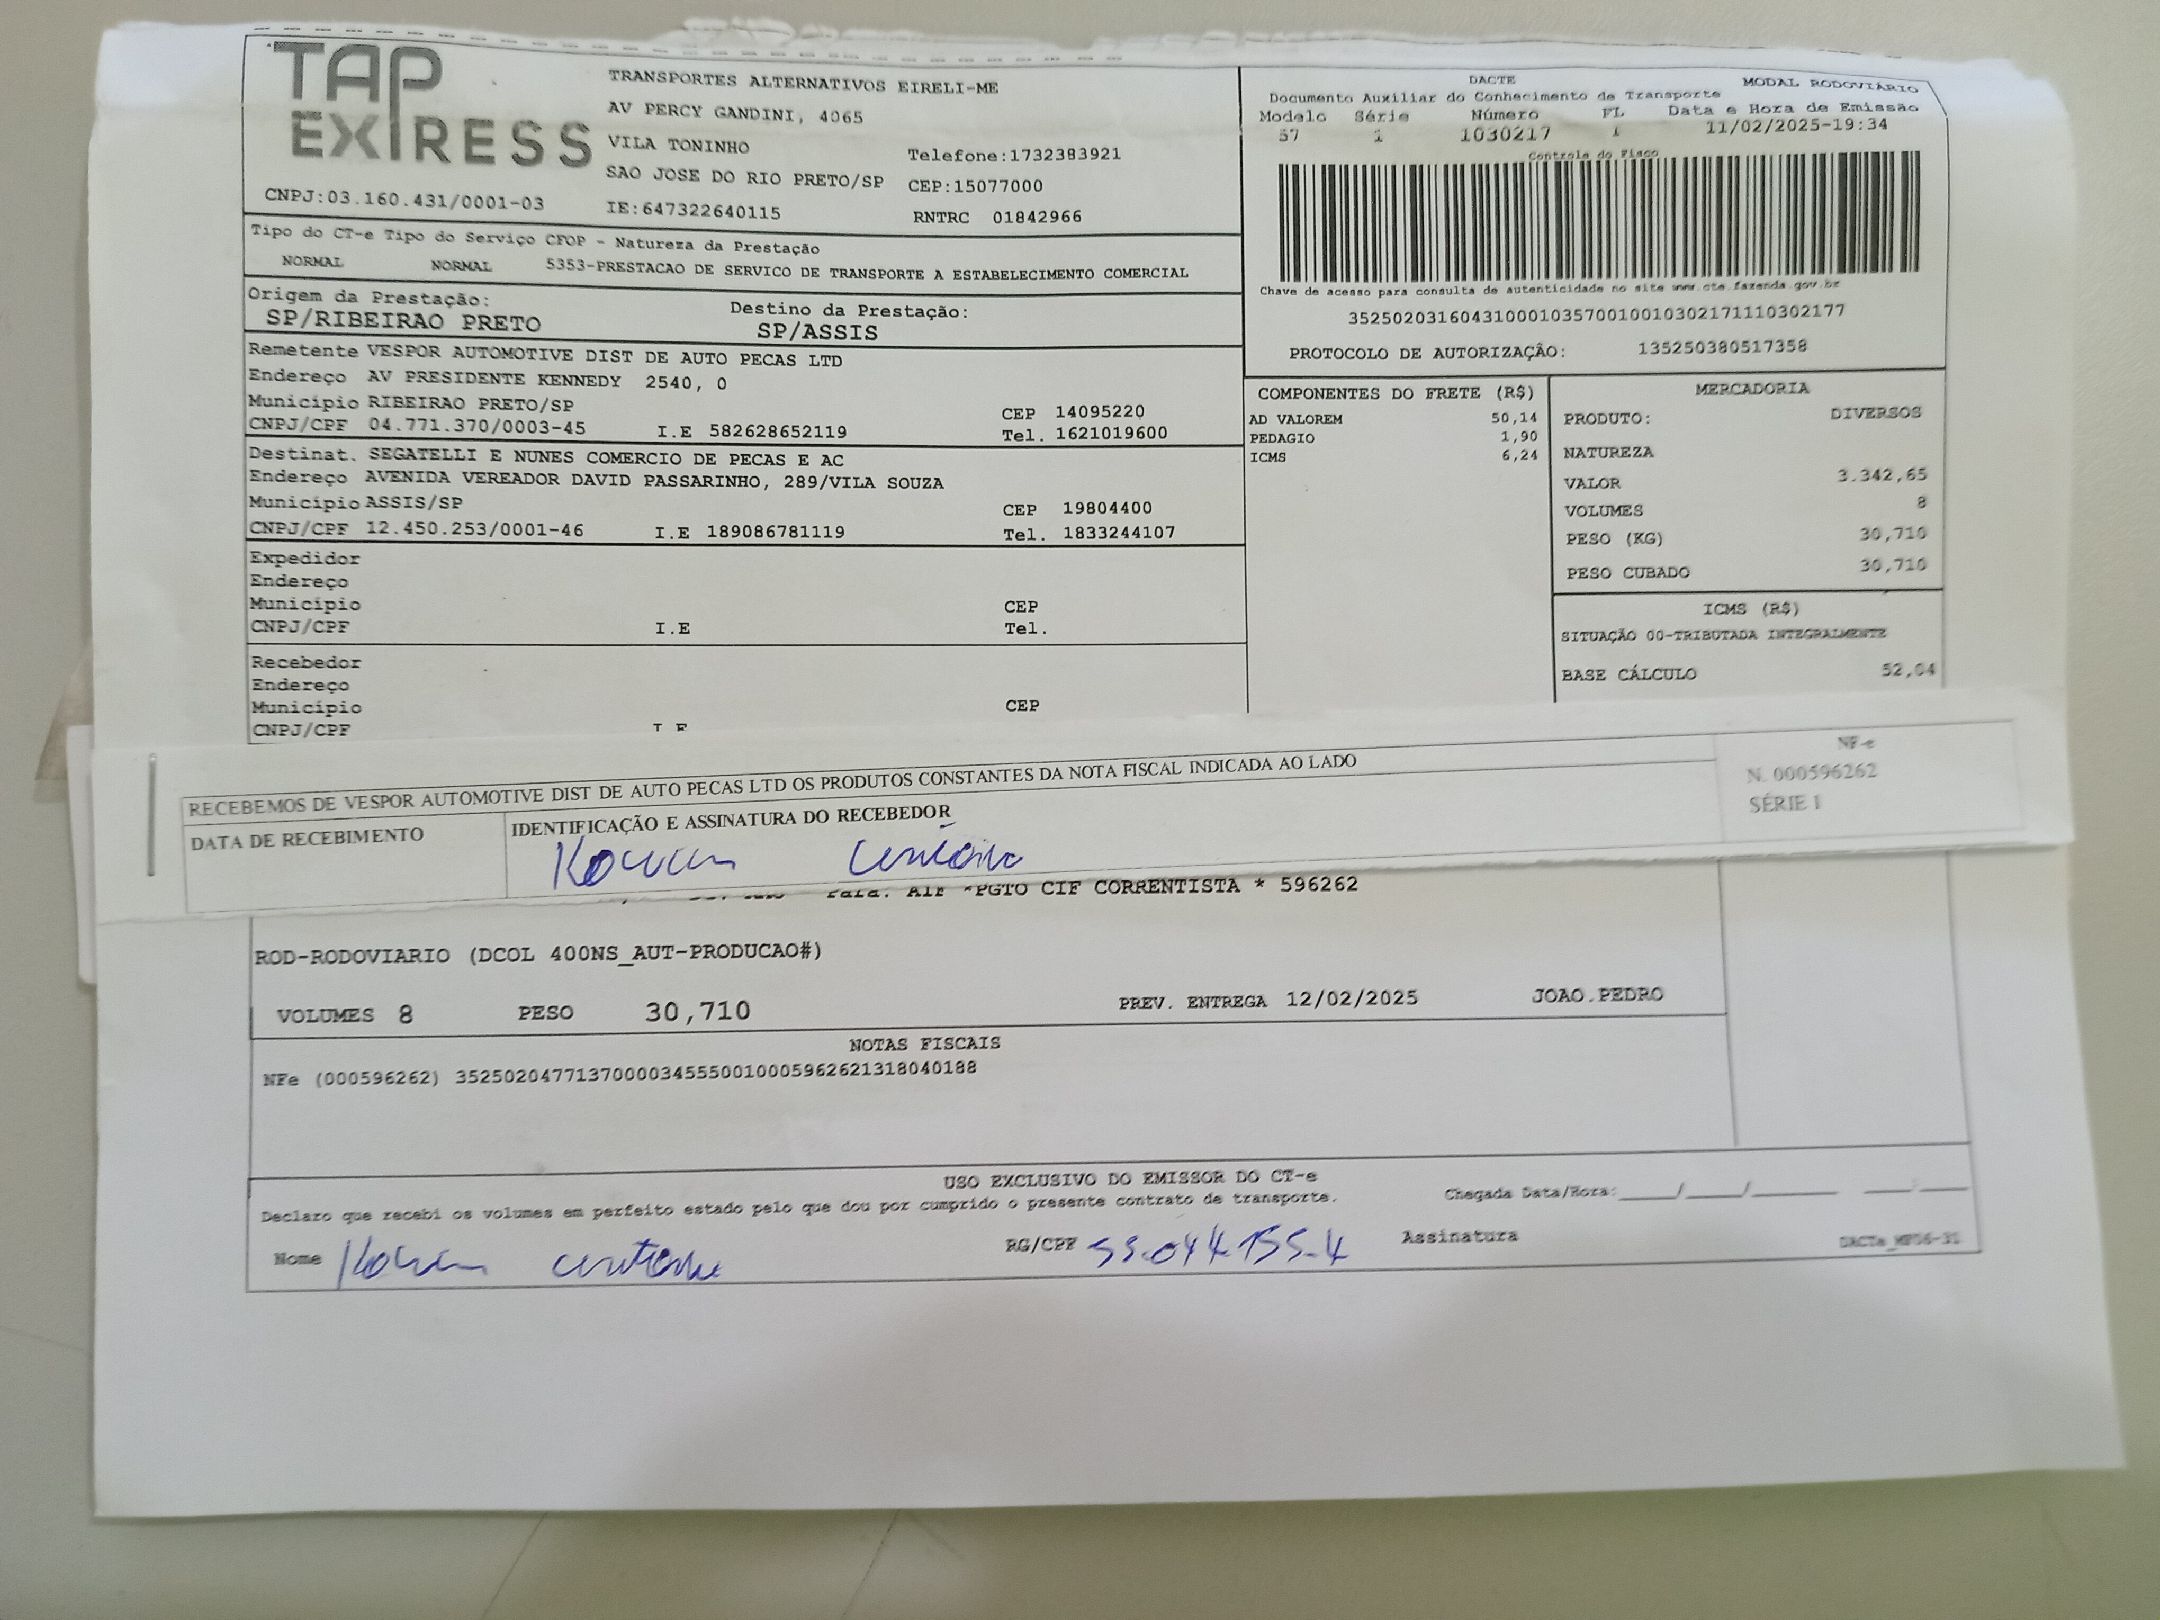 TAP EXPRESS
TRANSPORTES ALTERNATIVOS EIRELI-ME
AV PERCY GANDINI, 4065
VILA TONINHO
Telefone:1732383921
SAO JOSE DO RIO PRETO/SP CEP:15077000
CNPJ:03.160.431/0001-03 IE:647322640115 RNTRC 01842966
DACTE MODAL RODOVIÁRIO
Documento Auxiliar do Conhecimento de Transporte
Modelo Série Número FL Data e Hora de Emissão
57 1 1030217 1 11/02/2025-19:34
Controle do Fisco
Chave de acesso para consulta de autenticidade no site www.cte.fazenda.gov.br
35250203160431000103570010010302171110302177
PROTOCOLO DE AUTORIZAÇÃO: 135250380517358
Tipo do CT-e Tipo do Serviço CFOP - Natureza da Prestação
NORMAL NORMAL 5353-PRESTACAO DE SERVICO DE TRANSPORTE A ESTABELECIMENTO COMERCIAL
Origem da Prestação: Destino da Prestação:
SP/RIBEIRAO PRETO SP/ASSIS
Remetente VESPOR AUTOMOTIVE DIST DE AUTO PECAS LTD
Endereço AV PRESIDENTE KENNEDY 2540, 0
Município RIBEIRAO PRETO/SP CEP 14095220
CNPJ/CPF 04.771.370/0003-45 I.E 582628652119 Tel. 1621019600
Destinat. SEGATELLI E NUNES COMERCIO DE PECAS E AC
Endereço AVENIDA VEREADOR DAVID PASSARINHO, 289/VILA SOUZA
Município ASSIS/SP CEP 19804400
CNPJ/CPF 12.450.253/0001-46 I.E 189086781119 Tel. 1833244107
Expedidor
Endereço
Município CEP
CNPJ/CPF I.E Tel.
Recebedor
Endereço
Município CEP
CNPJ/CPF I.E
COMPONENTES DO FRETE (R$)
AD VALOREM 50,14
PEDAGIO 1,90
ICMS 6,24
MERCADORIA
PRODUTO: DIVERSOS
NATUREZA
VALOR 3.342,65
VOLUMES 8
PESO (KG) 30,710
PESO CUBADO 30,710
ICMS (R$)
SITUAÇÃO 00-TRIBUTADA INTEGRALMENTE
BASE CÁLCULO 52,04
RECEBEMOS DE VESPOR AUTOMOTIVE DIST DE AUTO PECAS LTD OS PRODUTOS CONSTANTES DA NOTA FISCAL INDICADA AO LADO
DATA DE RECEBIMENTO IDENTIFICAÇÃO E ASSINATURA DO RECEBEDOR
NF-e
N. 000596262
SÉRIE 1
*PGTO CIF CORRENTISTA * 596262
ROD-RODOVIARIO (DCOL 400NS_AUT-PRODUCAO#)
VOLUMES 8 PESO 30,710 PREV. ENTREGA 12/02/2025 JOAO.PEDRO
NOTAS FISCAIS
NFe (000596262) 35250204771370000345550010005962621318040188
USO EXCLUSIVO DO EMISSOR DO CT-e
Declaro que recebi os volumes em perfeito estado pelo que dou por cumprido o presente contrato de transporte. Chegada Data/Hora:
Nome RG/CPF Assinatura